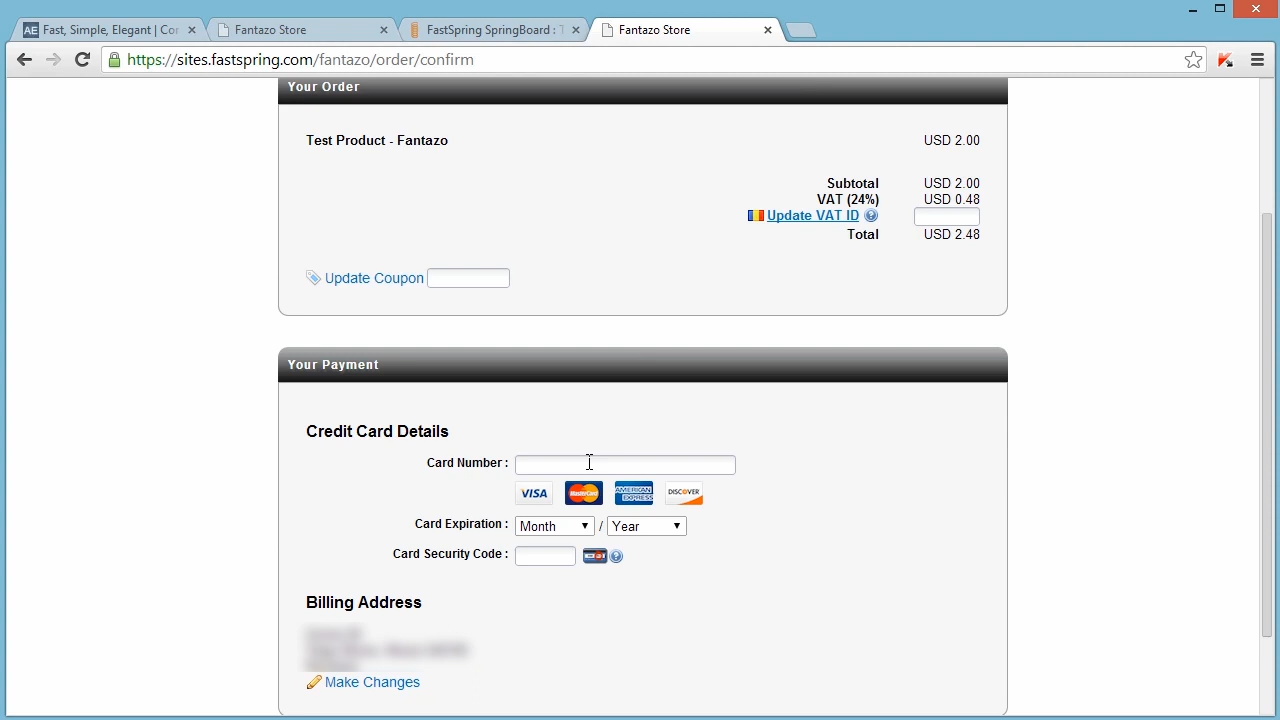 AE Fast, Simple, Elegant | Cor
Fantazo Store
FastSpring SpringBoard : T
Fantazo Store
https://sites.fastspring.com/fantazo/order/confirm
Your Order
Test Product - Fantazo USD 2.00
Subtotal USD 2.00
VAT (24%) USD 0.48
Update VAT ID ?
Total USD 2.48
Update Coupon
Your Payment
Credit Card Details
Card Number :
VISA MasterCard AMERICAN EXPRESS DISCOVER
Card Expiration : Month / Year
Card Security Code : ?
Billing Address
Make Changes